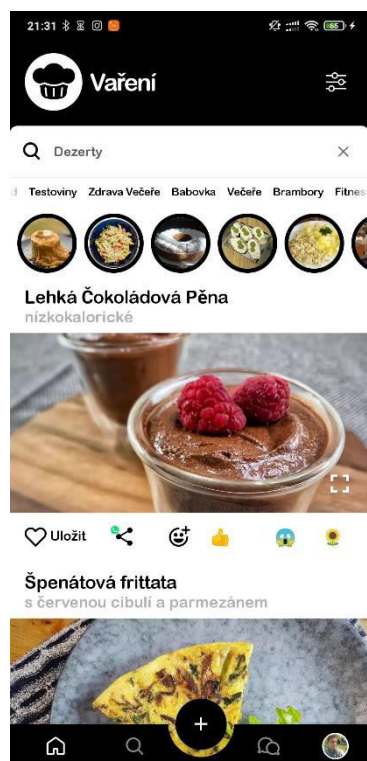 21:31
65
Vaření
Dezerty
d Testoviny Zdrava Večeře Babovka Večeře Brambory Fitnes
Lehká Čokoládová Pěna
nízkokalorické
Uložit
Špenátová frittata
s červenou cibulí a parmezánem